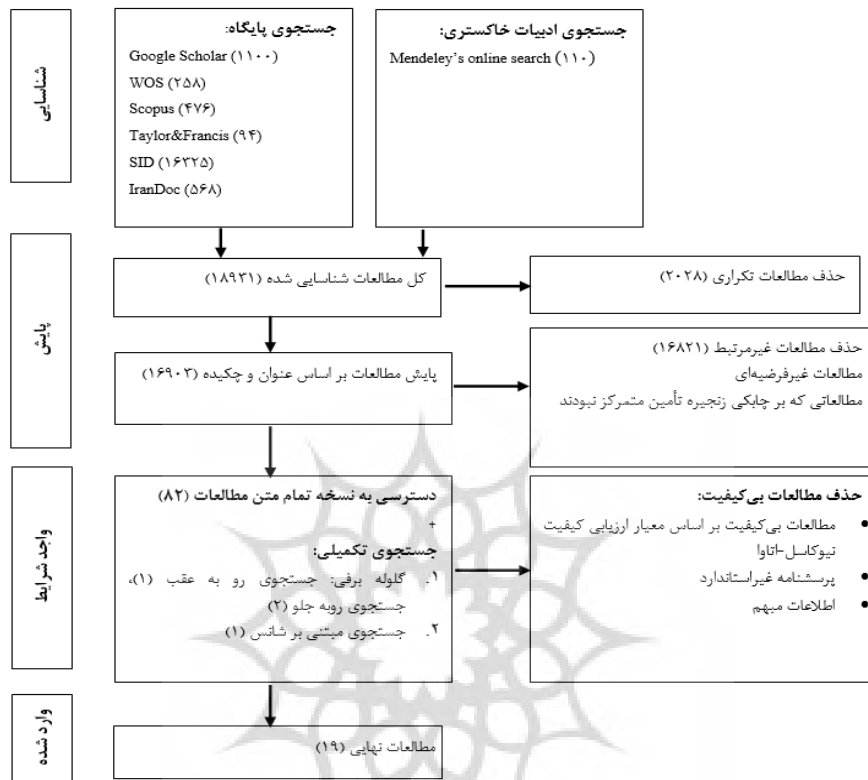 شناسایی
جستجوی پایگاه:
Google Scholar (۱۱۰۰)
WOS (۲۵۸)
Scopus (۴۷۶)
Taylor&Francis (۹۴)
SID (۱۶۳۲۵)
IranDoc (۵۶۸)
جستجوی ادبیات خاکستری:
Mendeley's online search (۱۱۰)
پایش
کل مطالعات شناسایی شده (۱۸۹۳۱)
حذف مطالعات تکراری (۲۰۲۸)
پایش مطالعات بر اساس عنوان و چکیده (۱۶۹۰۳)
حذف مطالعات غیرمرتبط (۱۶۸۲۱)
مطالعات غیرفرضیه‌ای
مطالعاتی که بر چابکی زنجیره تأمین متمرکز نبودند
واجد شرایط
دسترسی به نسخه تمام متن مطالعات (۸۲)
+
جستجوی تکمیلی:
۱. گلوله برفی: جستجوی رو به عقب (۱)،
جستجوی روبه جلو (۲)
۲. جستجوی مبتنی بر شانس (۱)
حذف مطالعات بی‌کیفیت:
• مطالعات بی‌کیفیت بر اساس معیار ارزیابی کیفیت
نیوکاسل-اتاوا
• پرسشنامه غیراستاندارد
• اطلاعات مبهم
وارد شده
مطالعات نهایی (۱۹)